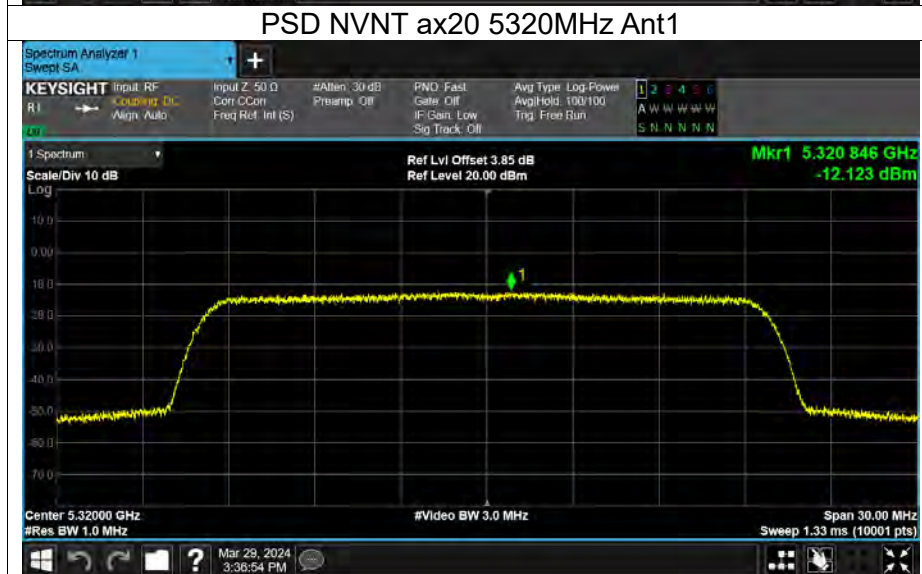 PSD NVNT ax20 5320MHz Ant1
Spectrum Analyzer 1
Swept SA
+
KEYSIGHT
Input: RF
Coupling: DC
Align: Auto
Input Z: 50 Ω
Corr CCorr
Freq Ref: Int (S)
#Atten: 30 dB
Preamp: Off
PNO: Fast
Gate: Off
IF Gain: Low
Sig Track: Off
Avg Type: Log-Power
Avg|Hold: 100/100
Trig: Free Run
1 2 3 4 5 6
A W W W W W
S N N N N N
1 Spectrum
Scale/Div 10 dB
Ref Lvl Offset 3.85 dB
Ref Level 20.00 dBm
Mkr1 5.320 846 GHz
-12.123 dBm
Log
10.0
0.00
-10.0
-20.0
-30.0
-40.0
-50.0
-60.0
-70.0
1
Center 5.32000 GHz
#Res BW 1.0 MHz
#Video BW 3.0 MHz
Span 30.00 MHz
Sweep 1.33 ms (10001 pts)
?
Mar 29, 2024
3:36:54 PM